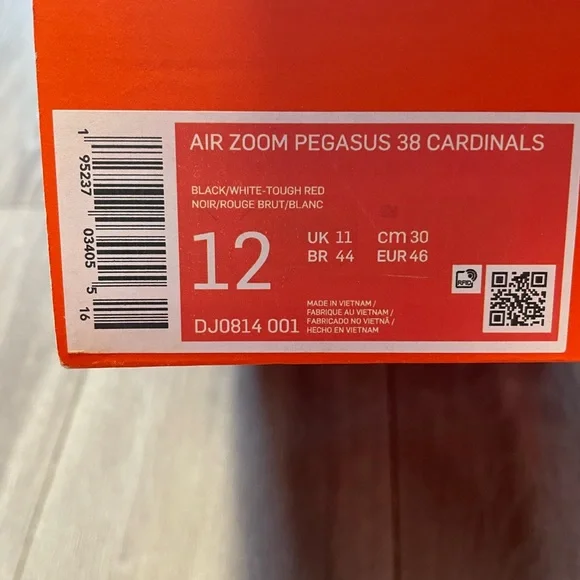 AIR ZOOM PEGASUS 38 CARDINALS
BLACK/WHITE-TOUGH RED
NOIR/ROUGE BRUT/BLANC
12
UK 11 cm 30
BR 44 EUR 46
RFID
DJ0814 001
MADE IN VIETNAM /
FABRIQUE AU VIETNAM /
FABRICADO NO VIETNÃ /
HECHO EN VIETNAM
1 95237 03405 5 16